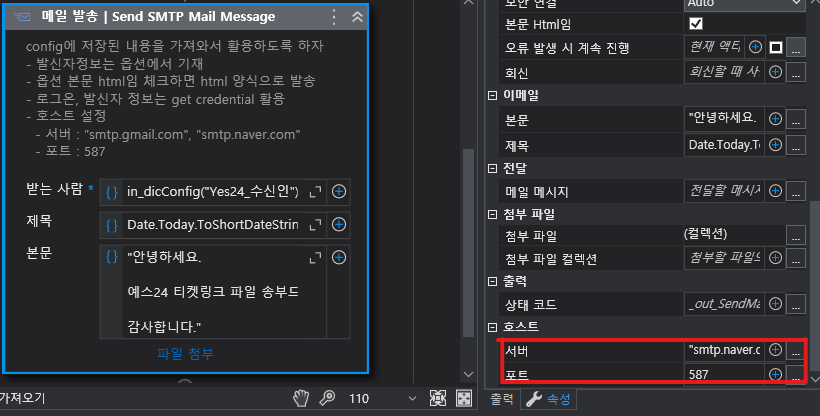 메일 발송 | Send SMTP Mail Message
config에 저장된 내용을 가져와서 활용하도록 하자
- 발신자정보는 옵션에서 기재
- 옵션 본문 html임 체크하면 html 양식으로 발송
- 로그온, 발신자 정보는 get credential 활용
- 호스트 설정
- 서버 : "smtp.gmail.com", "smtp.naver.com"
- 포트 : 587
받는 사람 * in_dicConfig("Yes24_수신인")
제목 Date.Today.ToShortDateStrin
본문 "안녕하세요.
예스24 티켓링크 파일 송부드
감사합니다."
파일 첨부
가져오기
110
보안 연결 Auto
본문 Html임
오류 발생 시 계속 진행 현재 액티 ...
회신 회신할 때 사 ...
이메일
본문 "안녕하세요. ...
제목 Date.Today.To ...
전달
메일 메시지 전달할 메시지 ...
첨부 파일
첨부 파일 (컬렉션) ...
첨부 파일 컬렉션 첨부할 파일의 ...
출력
상태 코드 _out_SendMa ...
호스트
서버 "smtp.naver.c ...
포트 587 ...
출력 속성